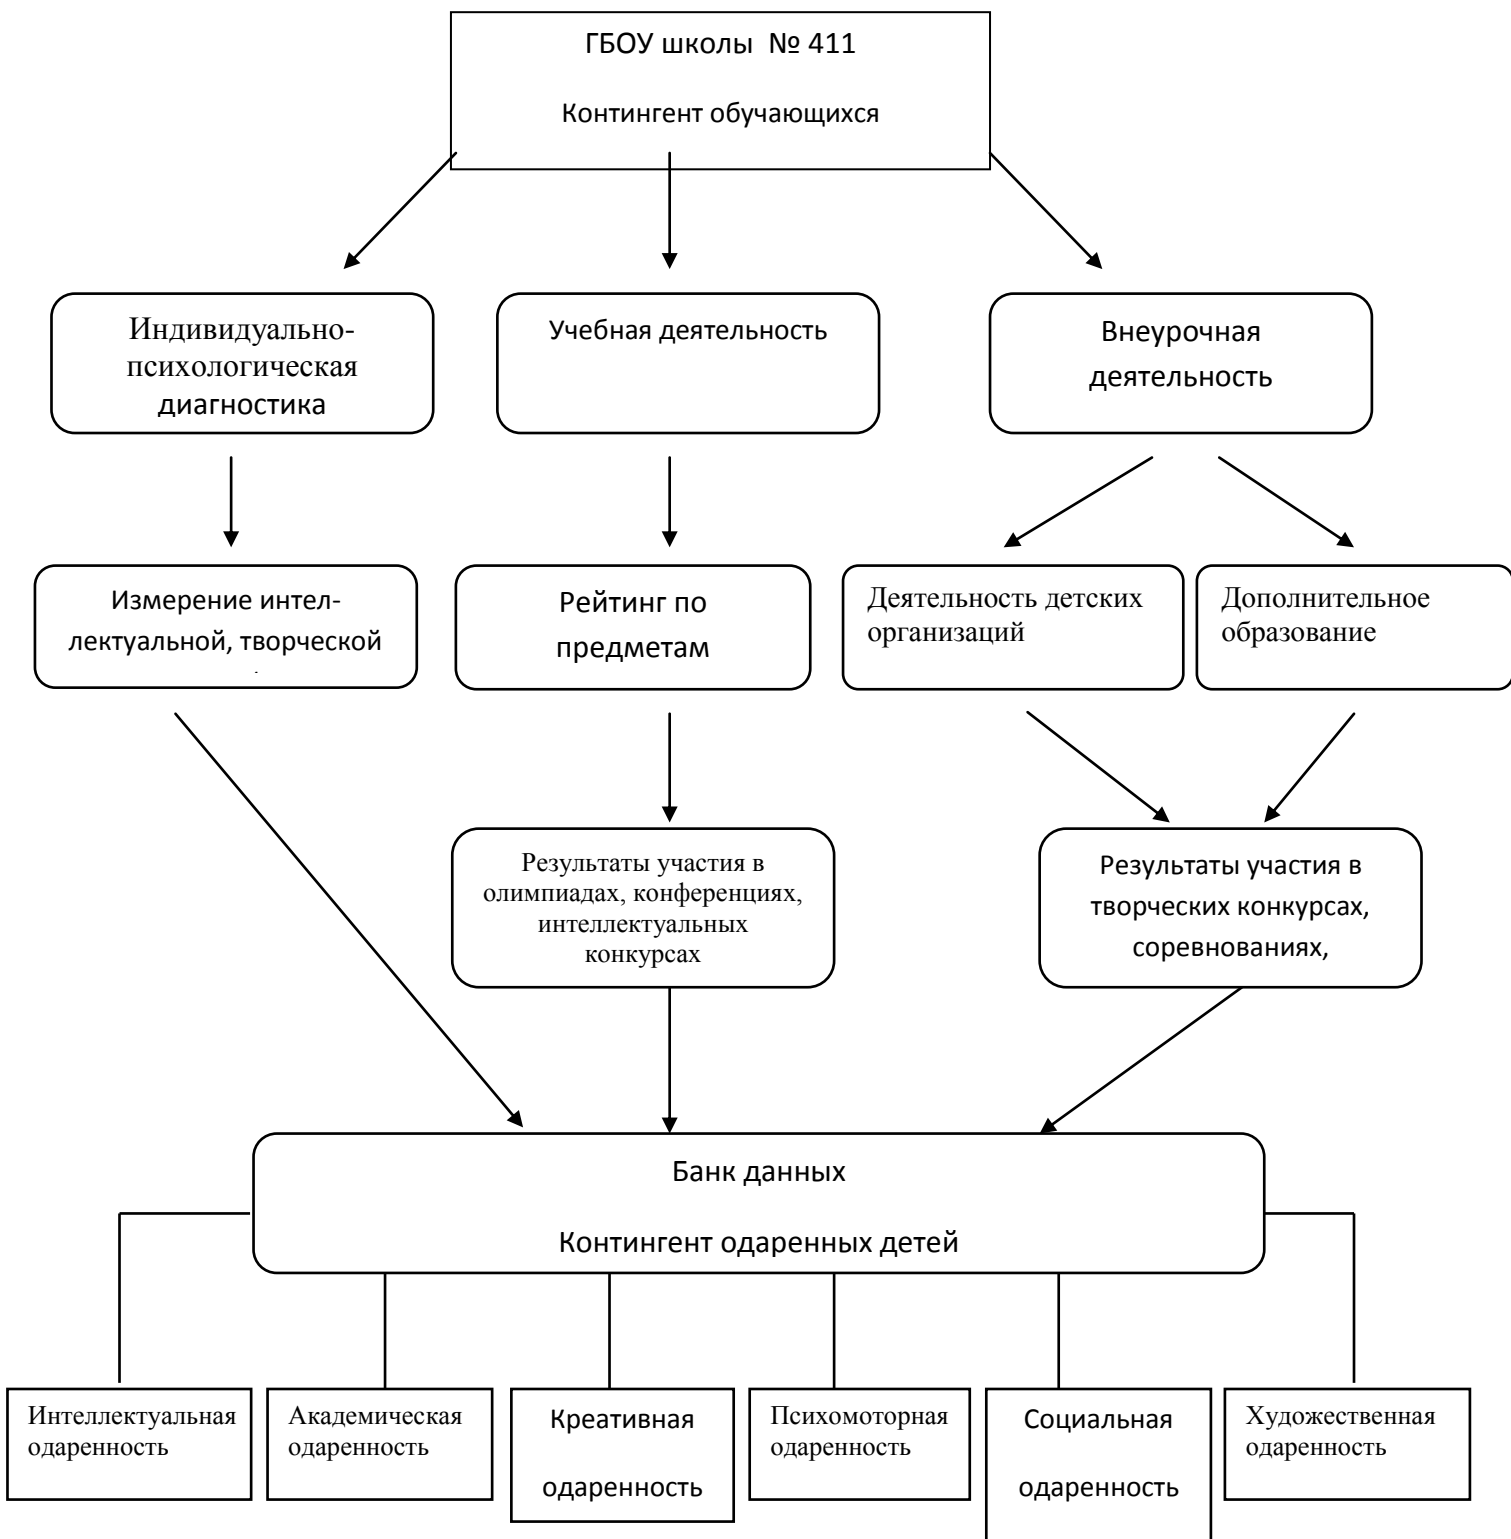 ГБОУ школы № 411
Контингент обучающихся
Индивидуально-
психологическая
диагностика
Учебная деятельность
Внеурочная
деятельность
Измерение интел-
лектуальной, творческой
Рейтинг по
предметам
Деятельность детских
организаций
Дополнительное
образование
Результаты участия в
олимпиадах, конференциях,
интеллектуальных
конкурсах
Результаты участия в
творческих конкурсах,
соревнованиях,
Банк данных
Контингент одаренных детей
Интеллектуальная
одаренность
Академическая
одаренность
Креативная
одаренность
Психомоторная
одаренность
Социальная
одаренность
Художественная
одаренность